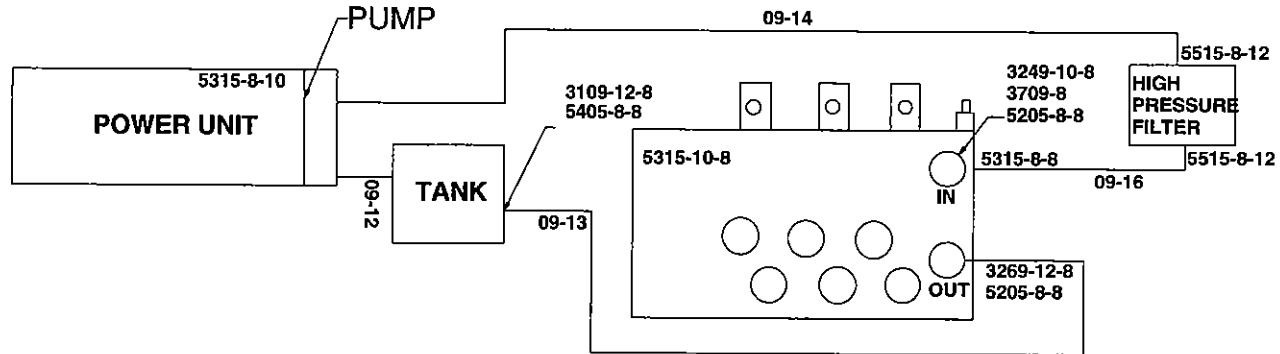 PUMP
09-14
5315-8-10
POWER UNIT
3109-12-8
5405-8-8
TANK
09-12
09-13
5315-10-8
3249-10-8
3709-8
5205-8-8
IN
5315-8-8
09-16
5515-8-12
HIGH
PRESSURE
FILTER
5515-8-12
OUT
3269-12-8
5205-8-8